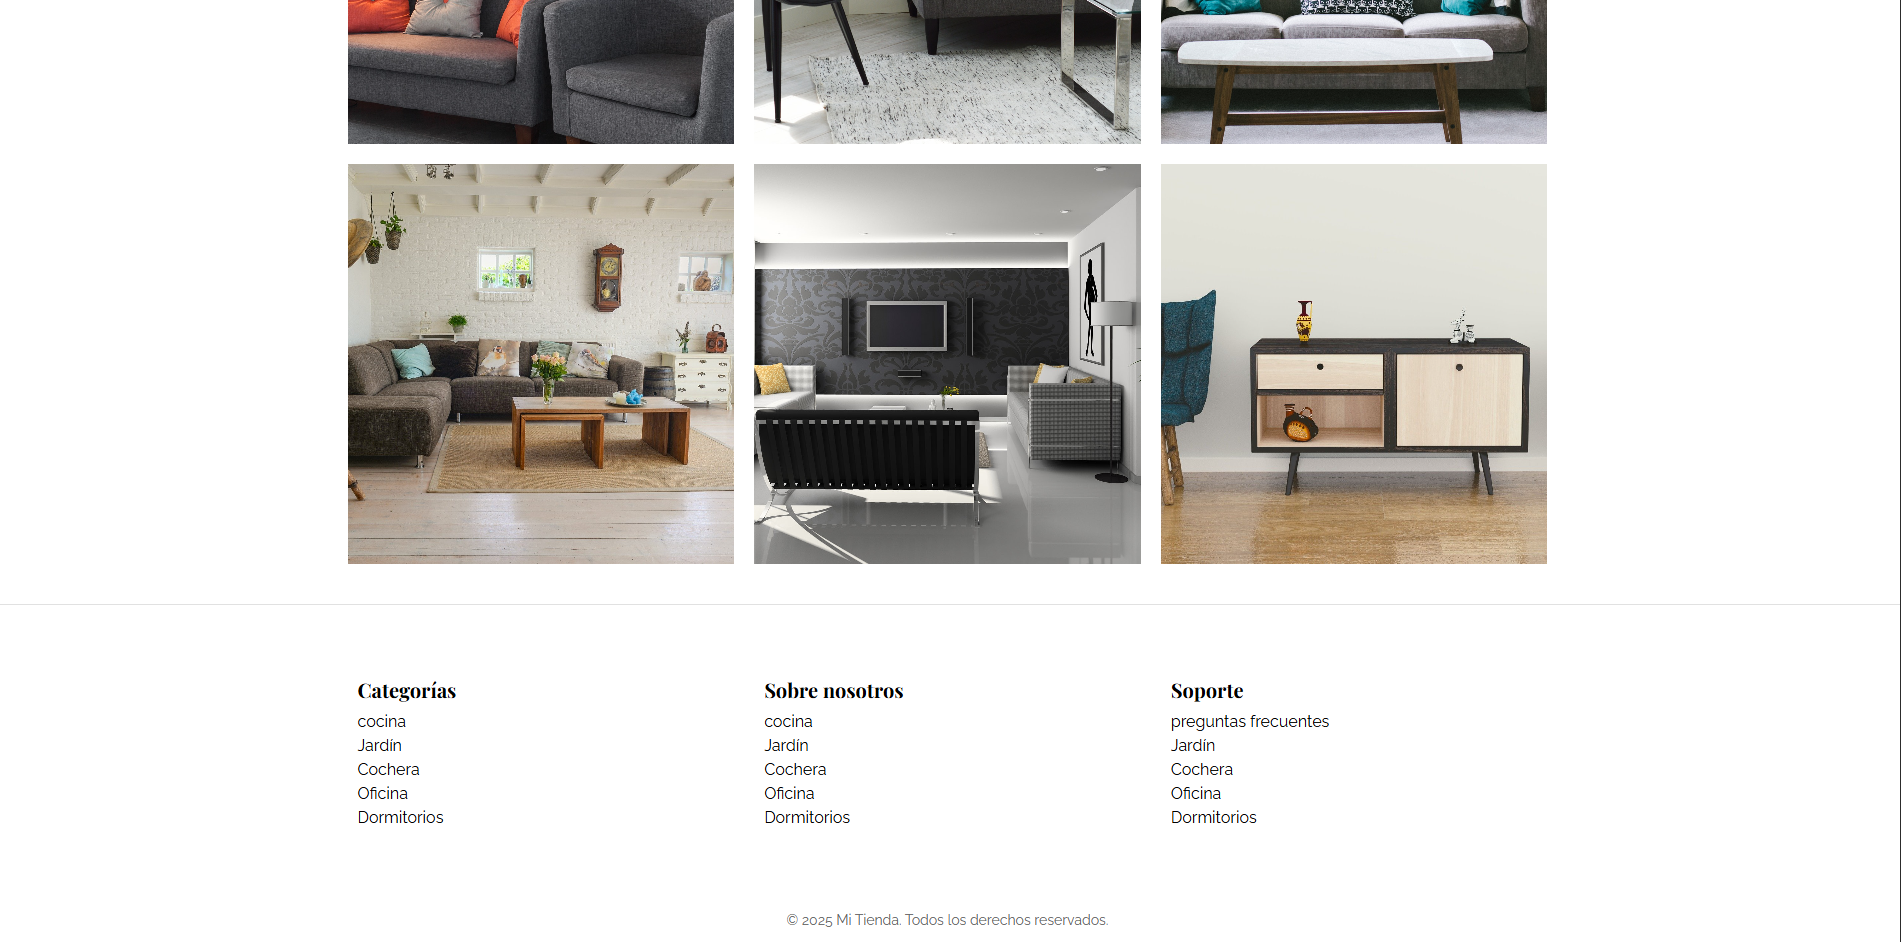 Categorías
cocina
Jardín
Cochera
Oficina
Dormitorios
Sobre nosotros
cocina
Jardín
Cochera
Oficina
Dormitorios
Soporte
preguntas frecuentes
Jardín
Cochera
Oficina
Dormitorios
© 2025 Mi Tienda. Todos los derechos reservados.